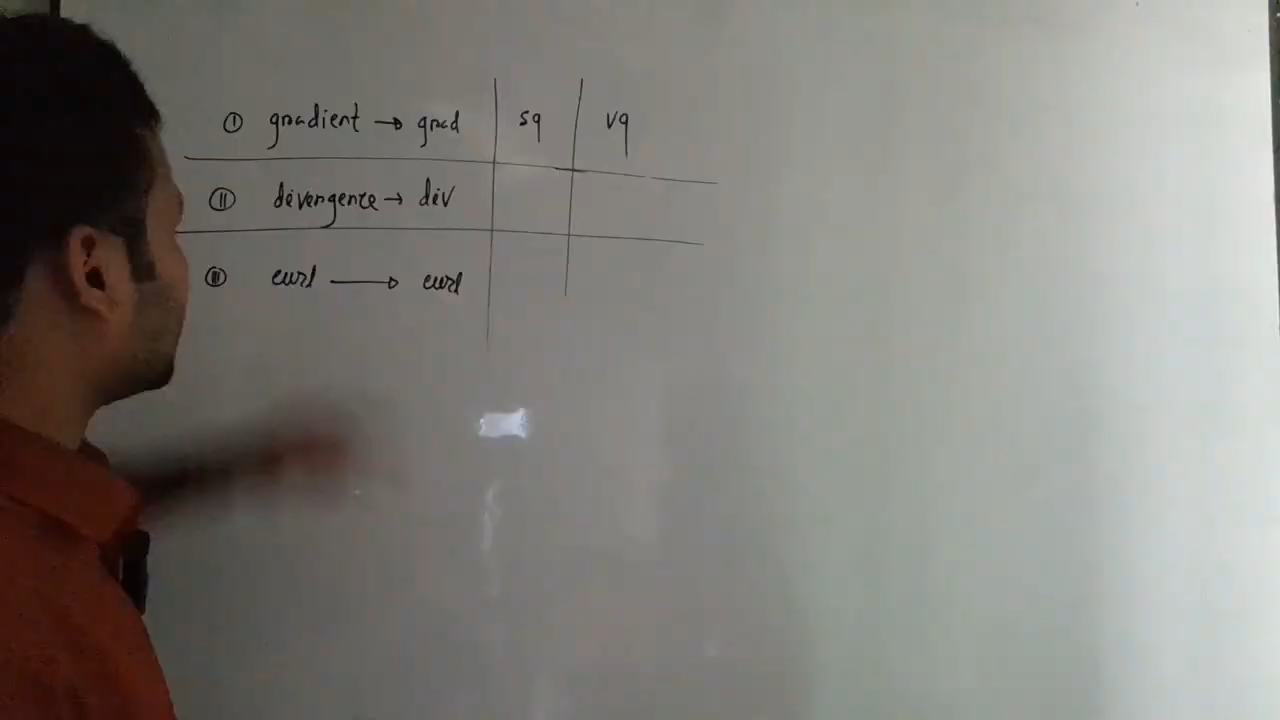 ① gradient → grad sq vq
② divergence → div
③ curl → curl